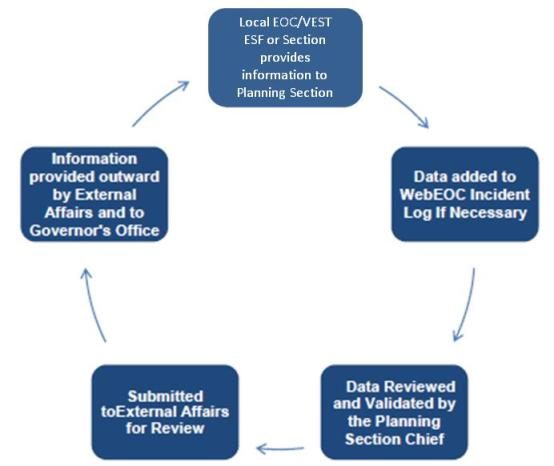 Local EOC/VEST
ESF or Section
provides
information to
Planning Section
Data added to
WebEOC Incident
Log If Necessary
Data Reviewed
and Validated by
the Planning
Section Chief
Submitted
toExternal Affairs
for Review
Information
provided outward
by External
Affairs and to
Governor's Office